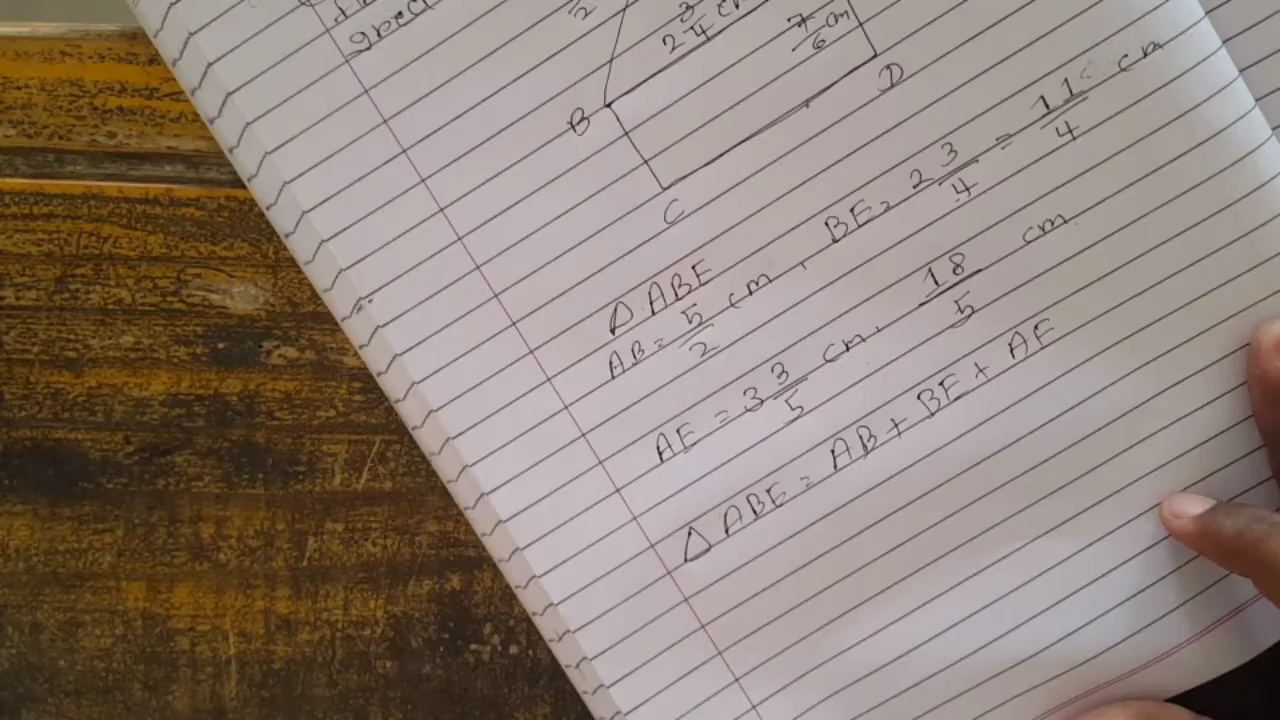 2 3/4 cm
7/6 cm
B
D
C
△ ABE
AB = 5/2 cm, BE = 2 3/4 = 11/4 cm
AE = 3 3/5 cm. 18/5 cm
△ ABE = AB + BE + AE